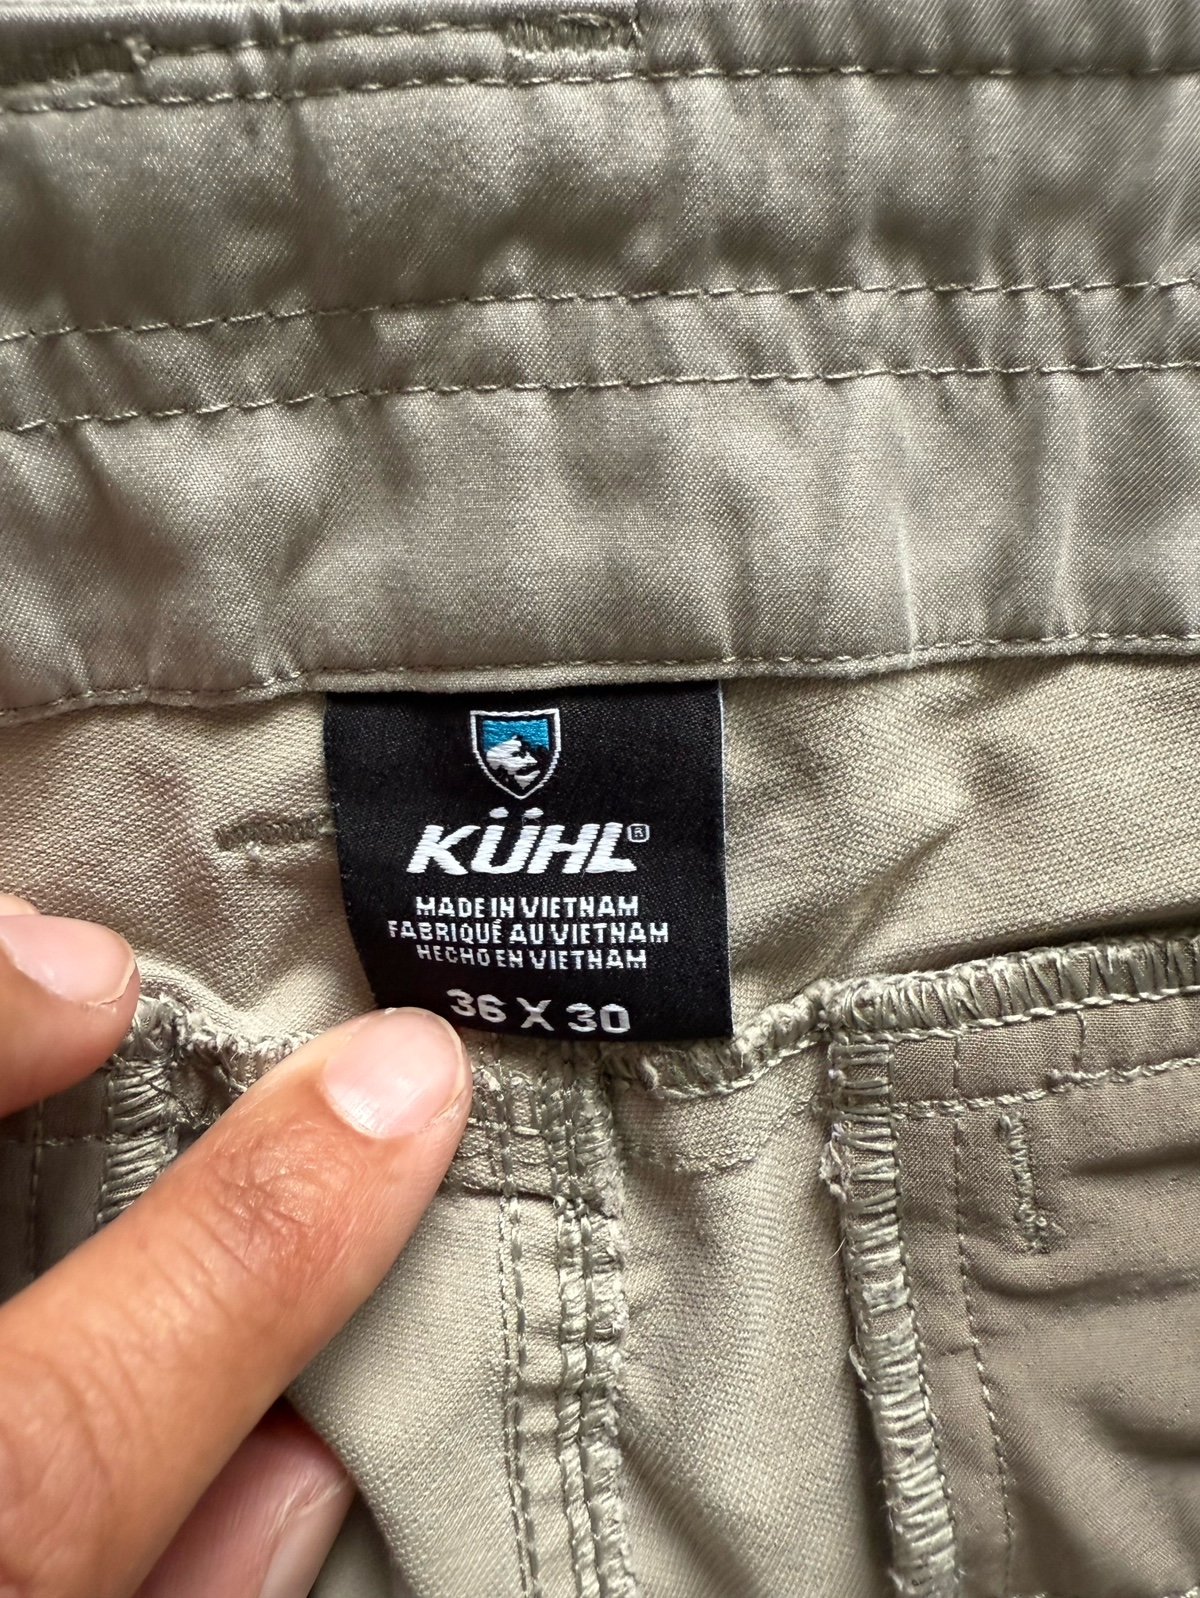 KÜHL®
MADE IN VIETNAM
FABRIQUÉ AU VIETNAM
HECHO EN VIETNAM
36 X 30